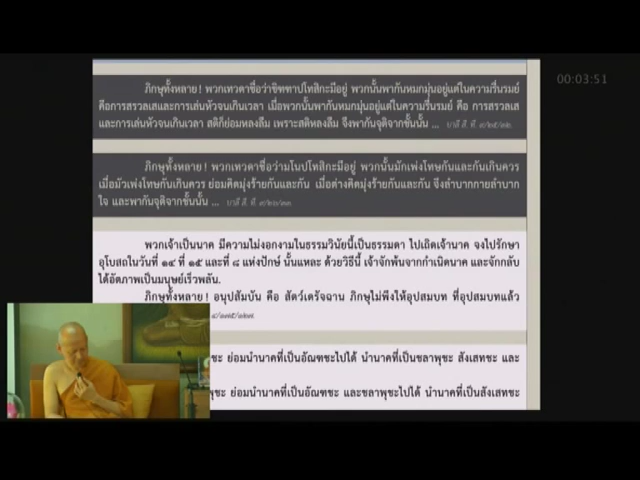 00:03:51
ภิกษุทั้งหลาย! พวกเทวดาชื่อว่าขิฑฑาปโทสิกะมีอยู่ พวกนั้นพากันหมกมุ่นอยู่แต่ในความรื่นรมย์
คือการสรวลเสและการเล่นหัวจนเกินเวลา เมื่อพวกนั้นพากันหมกมุ่นอยู่แต่ในความรื่นรมย์ คือ การสรวลเส
และการเล่นหัวจนเกินเวลา สติก็ย่อมหลงลืม เพราะสติหลงลืม จึงพากันจุติจากชั้นนั้น ... บาลี สี. ที.
ภิกษุทั้งหลาย! พวกเทวดาชื่อว่ามโนปโทสิกะมีอยู่ พวกนั้นมักเพ่งโทษกันและกันเกินควร
เมื่อมัวเพ่งโทษกันเกินควร ย่อมคิดมุ่งร้ายกันและกัน เมื่อต่างคิดมุ่งร้ายกันและกัน จึงลำบากกายลำบาก
ใจ และพากันจุติจากชั้นนั้น ... บาลี สี. ที.
พวกเจ้าเป็นนาค มีความไม่งอกงามในธรรมวินัยนี้เป็นธรรมดา ไปเถิดเจ้านาค จงไปรักษา
อุโบสถในวันที่ ๑๔ ที่ ๑๕ และที่ ๘ แห่งปักษ์ นั้นแหละ ด้วยวิธีนี้ เจ้าจักพ้นจากกำเนิดนาค และจักกลับ
ได้อัตภาพเป็นมนุษย์เร็วพลัน.
ภิกษุทั้งหลาย! อนุปสัมบัน คือ สัตว์เดรัจฉาน ภิกษุไม่พึงให้อุปสมบท ที่อุปสมบทแล้ว
ชะ ย่อมนำนาคที่เป็นอัณฑชะไปได้ นำนาคที่เป็นชลาพุชะ สังเสทชะ และ
พุชะ ย่อมนำนาคที่เป็นอัณฑชะ และชลาพุชะไปได้ นำนาคที่เป็นสังเสทชะ